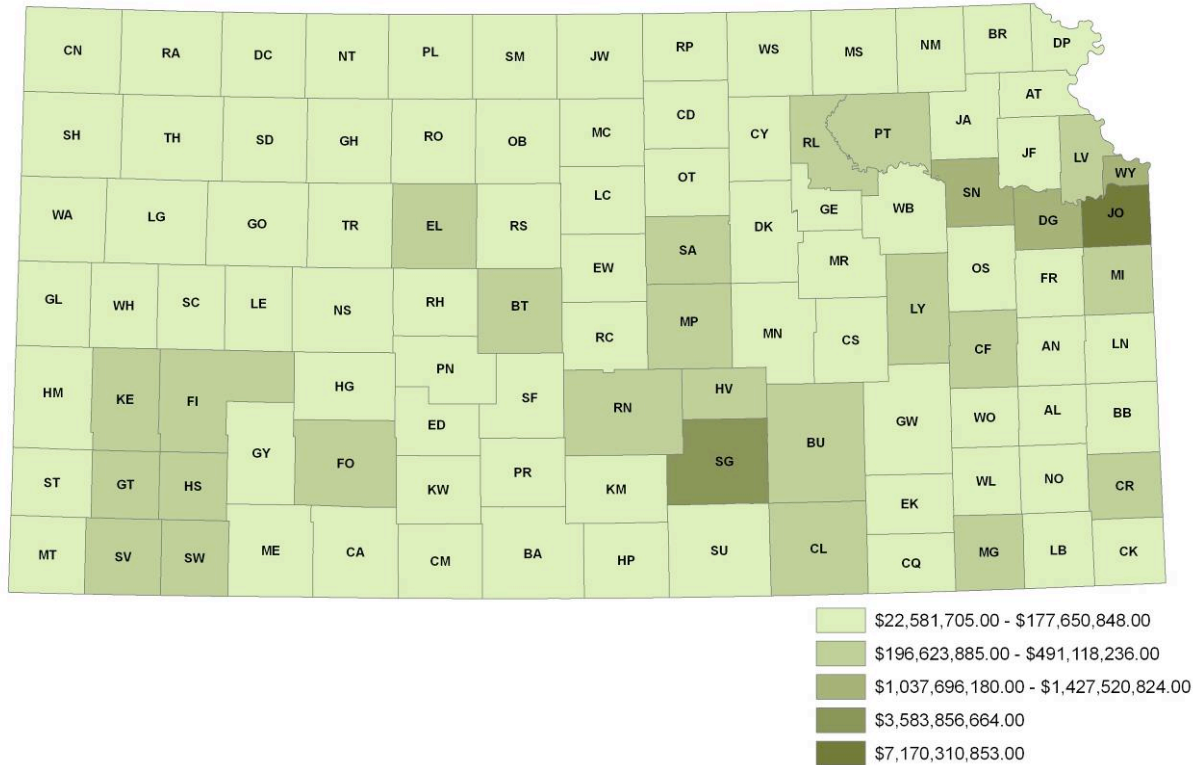 CN RA DC NT PL SM JW RP WS MS NM BR DP
SH TH SD GH RO OB MC CD CY RL PT JA AT JF LV WY
WA LG GO TR EL RS LC OT SA DK GE WB SN DG JO
GL WH SC LE NS RH BT EW RC MP MR MN CS LY OS FR MI
HM KE FI HG PN SF RN HV CF AN LN
ED GY FO SG BU GW WO AL BB
ST GT HS KW PR KM EK WL NO CR
MT SV SW ME CA CM BA HP SU CL CQ MG LB CK
$22,581,705.00 - $177,650,848.00
$196,623,885.00 - $491,118,236.00
$1,037,696,180.00 - $1,427,520,824.00
$3,583,856,664.00
$7,170,310,853.00